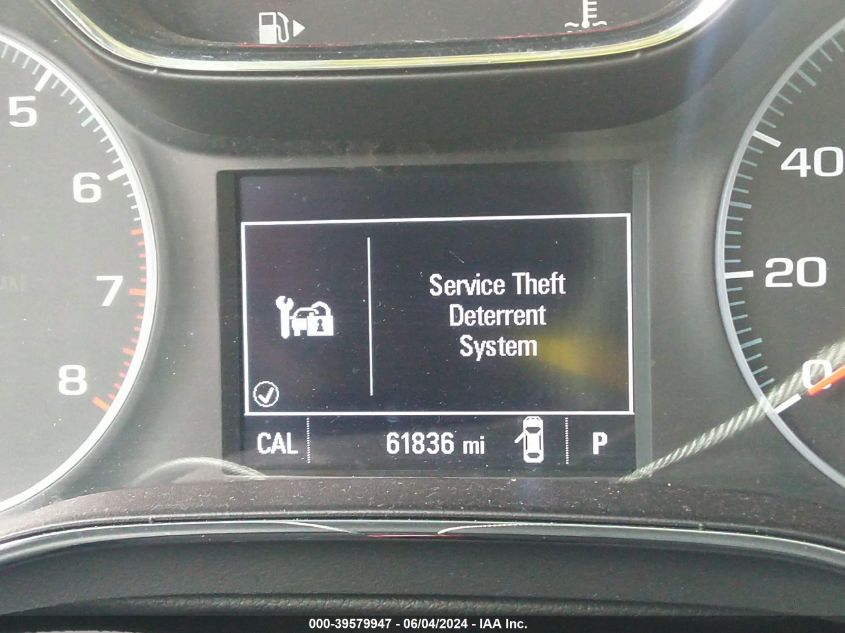 5
6
7
8
40
20
0
Service Theft
Deterrent
System
CAL 61836 mi P
000-39579947 - 06/04/2024 - IAA Inc.